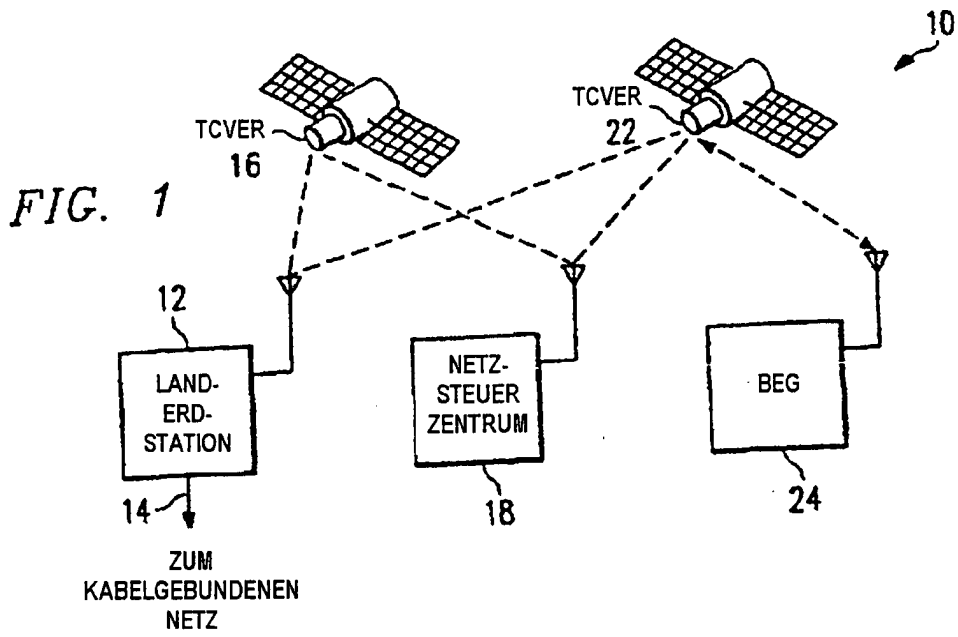 10
TCVER
16
TCVER
22
FIG. 1
12
LAND-
ERD-
STATION
NETZ-
STEUER
ZENTRUM
BEG
14
18
24
ZUM
KABELGEBUNDENEN
NETZ